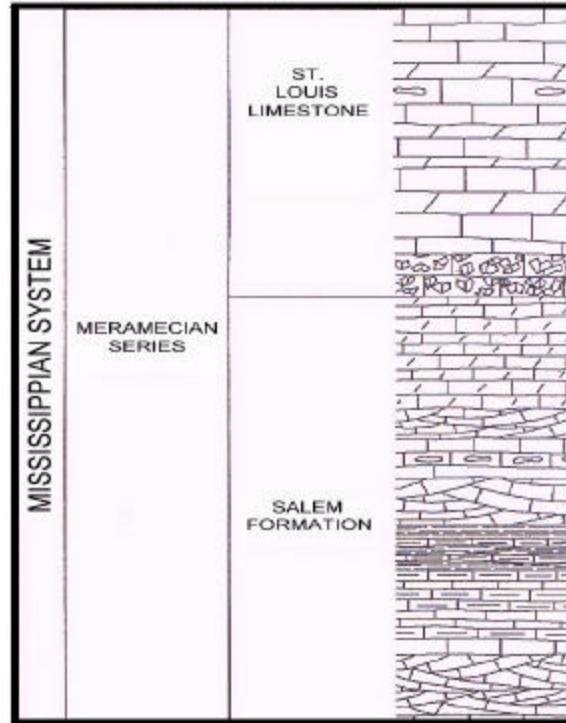 MISSISSIPPIAN SYSTEM
MERAMECIAN
SERIES
ST.
LOUIS
LIMESTONE
SALEM
FORMATION